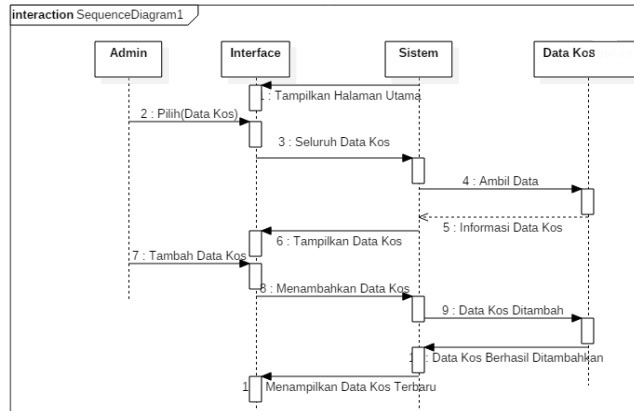 interaction SequenceDiagram1
Admin
Interface
Sistem
Data Kos
: Tampilkan Halaman Utama
2 : Pilih(Data Kos)
3 : Seluruh Data Kos
4 : Ambil Data
5 : Informasi Data Kos
6 : Tampilkan Data Kos
7 : Tambah Data Kos
8 : Menambahkan Data Kos
9 : Data Kos Ditambah
1 : Data Kos Berhasil Ditambahkan
1 Menampilkan Data Kos Terbaru